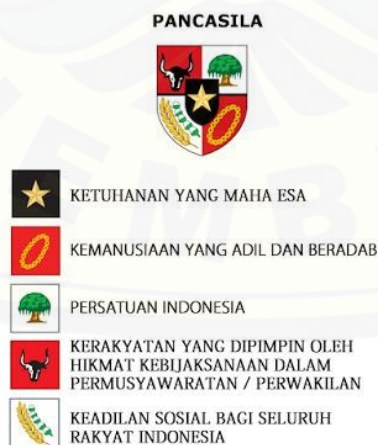 PANCASILA
KETUHANAN YANG MAHA ESA
KEMANUSIAAN YANG ADIL DAN BERADAB
PERSATUAN INDONESIA
KERAKYATAN YANG DIPIMPIN OLEH
HIKMAT KEBIJAKSANAAN DALAM
PERMUSYAWARATAN / PERWAKILAN
KEADILAN SOSIAL BAGI SELURUH
RAKYAT INDONESIA